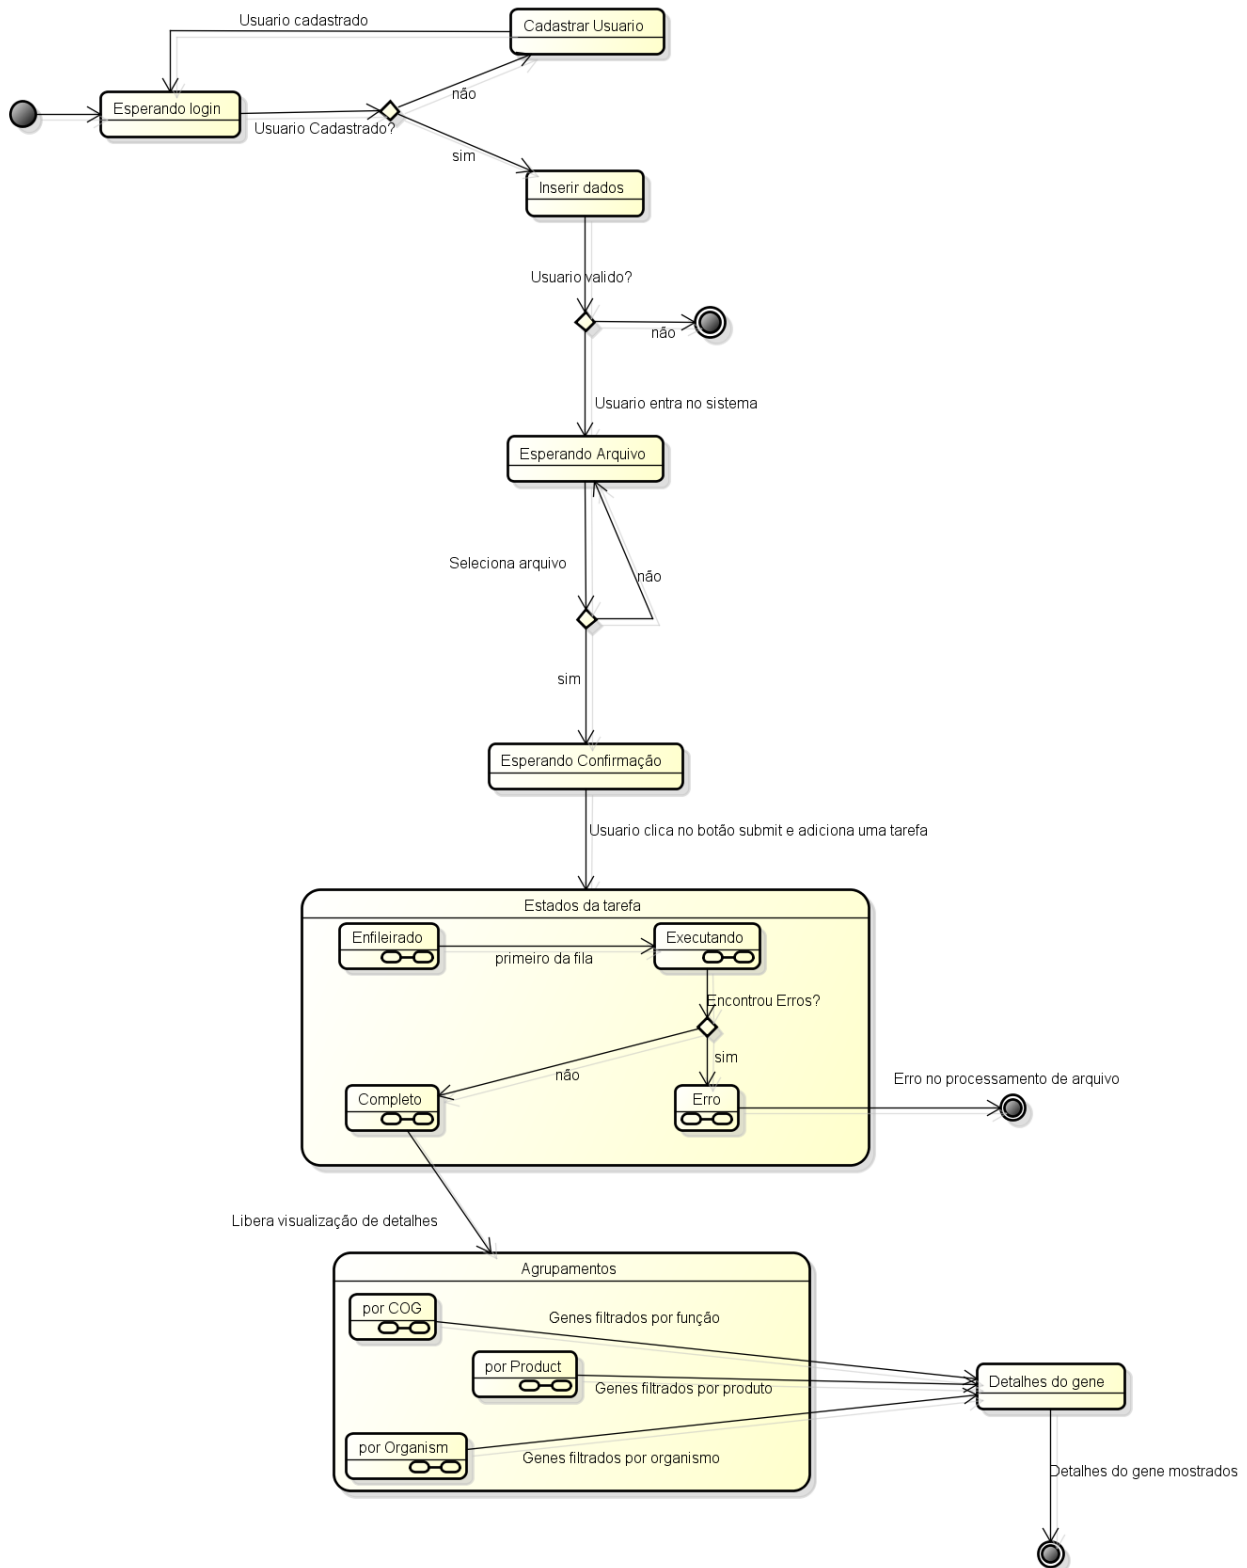 Usuario cadastrado
Cadastrar Usuario
Esperando login
não
Usuario Cadastrado?
sim
Inserir dados
Usuario valido?
não
Usuario entra no sistema
Esperando Arquivo
Seleciona arquivo
não
sim
Esperando Confirmação
Usuario clica no botão submit e adiciona uma tarefa
Estados da tarefa
Enfileirado
Executando
primeiro da fila
Encontrou Erros?
sim
não
Erro no processamento de arquivo
Completo
Erro
Libera visualização de detalhes
Agrupamentos
por COG
Genes filtrados por função
por Product
Genes filtrados por produto
Detalhes do gene
por Organism
Genes filtrados por organismo
Detalhes do gene mostrados